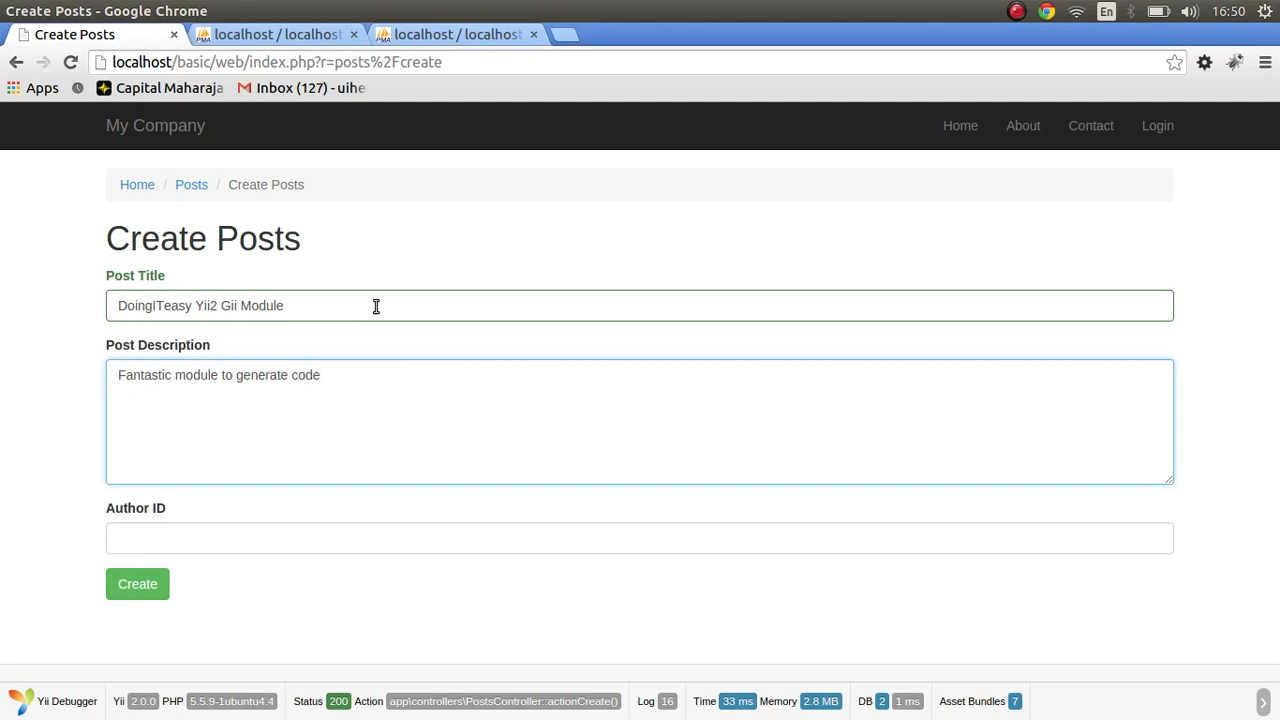 Create Posts - Google Chrome
En
16:50
Create Posts × localhost / localhost × localhost / localhost ×
localhost/basic/web/index.php?r=posts%2Fcreate
Apps Capital Maharaja Inbox (127) - uihe
My Company Home About Contact Login
Home / Posts / Create Posts
Create Posts
Post Title
DoingITeasy Yii2 Gii Module
Post Description
Fantastic module to generate code
Author ID
Create
Yii Debugger Yii 2.0.0 PHP 5.5.9-1ubuntu4.4 Status 200 Action app\controllers\PostsController::actionCreate() Log 16 Time 33 ms Memory 2.8 MB DB 2 1 ms Asset Bundles 7